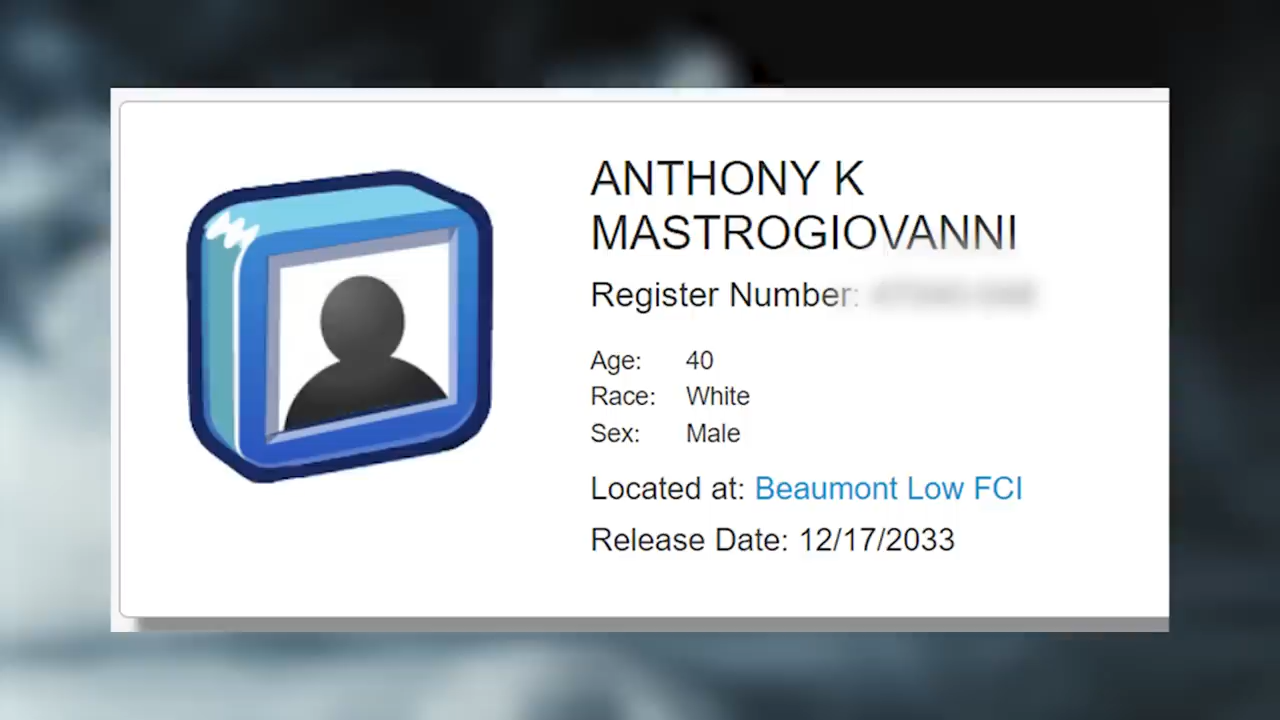 ANTHONY K
MASTROGIOVANNI
Register Number:
Age: 40
Race: White
Sex: Male
Located at: Beaumont Low FCI
Release Date: 12/17/2033